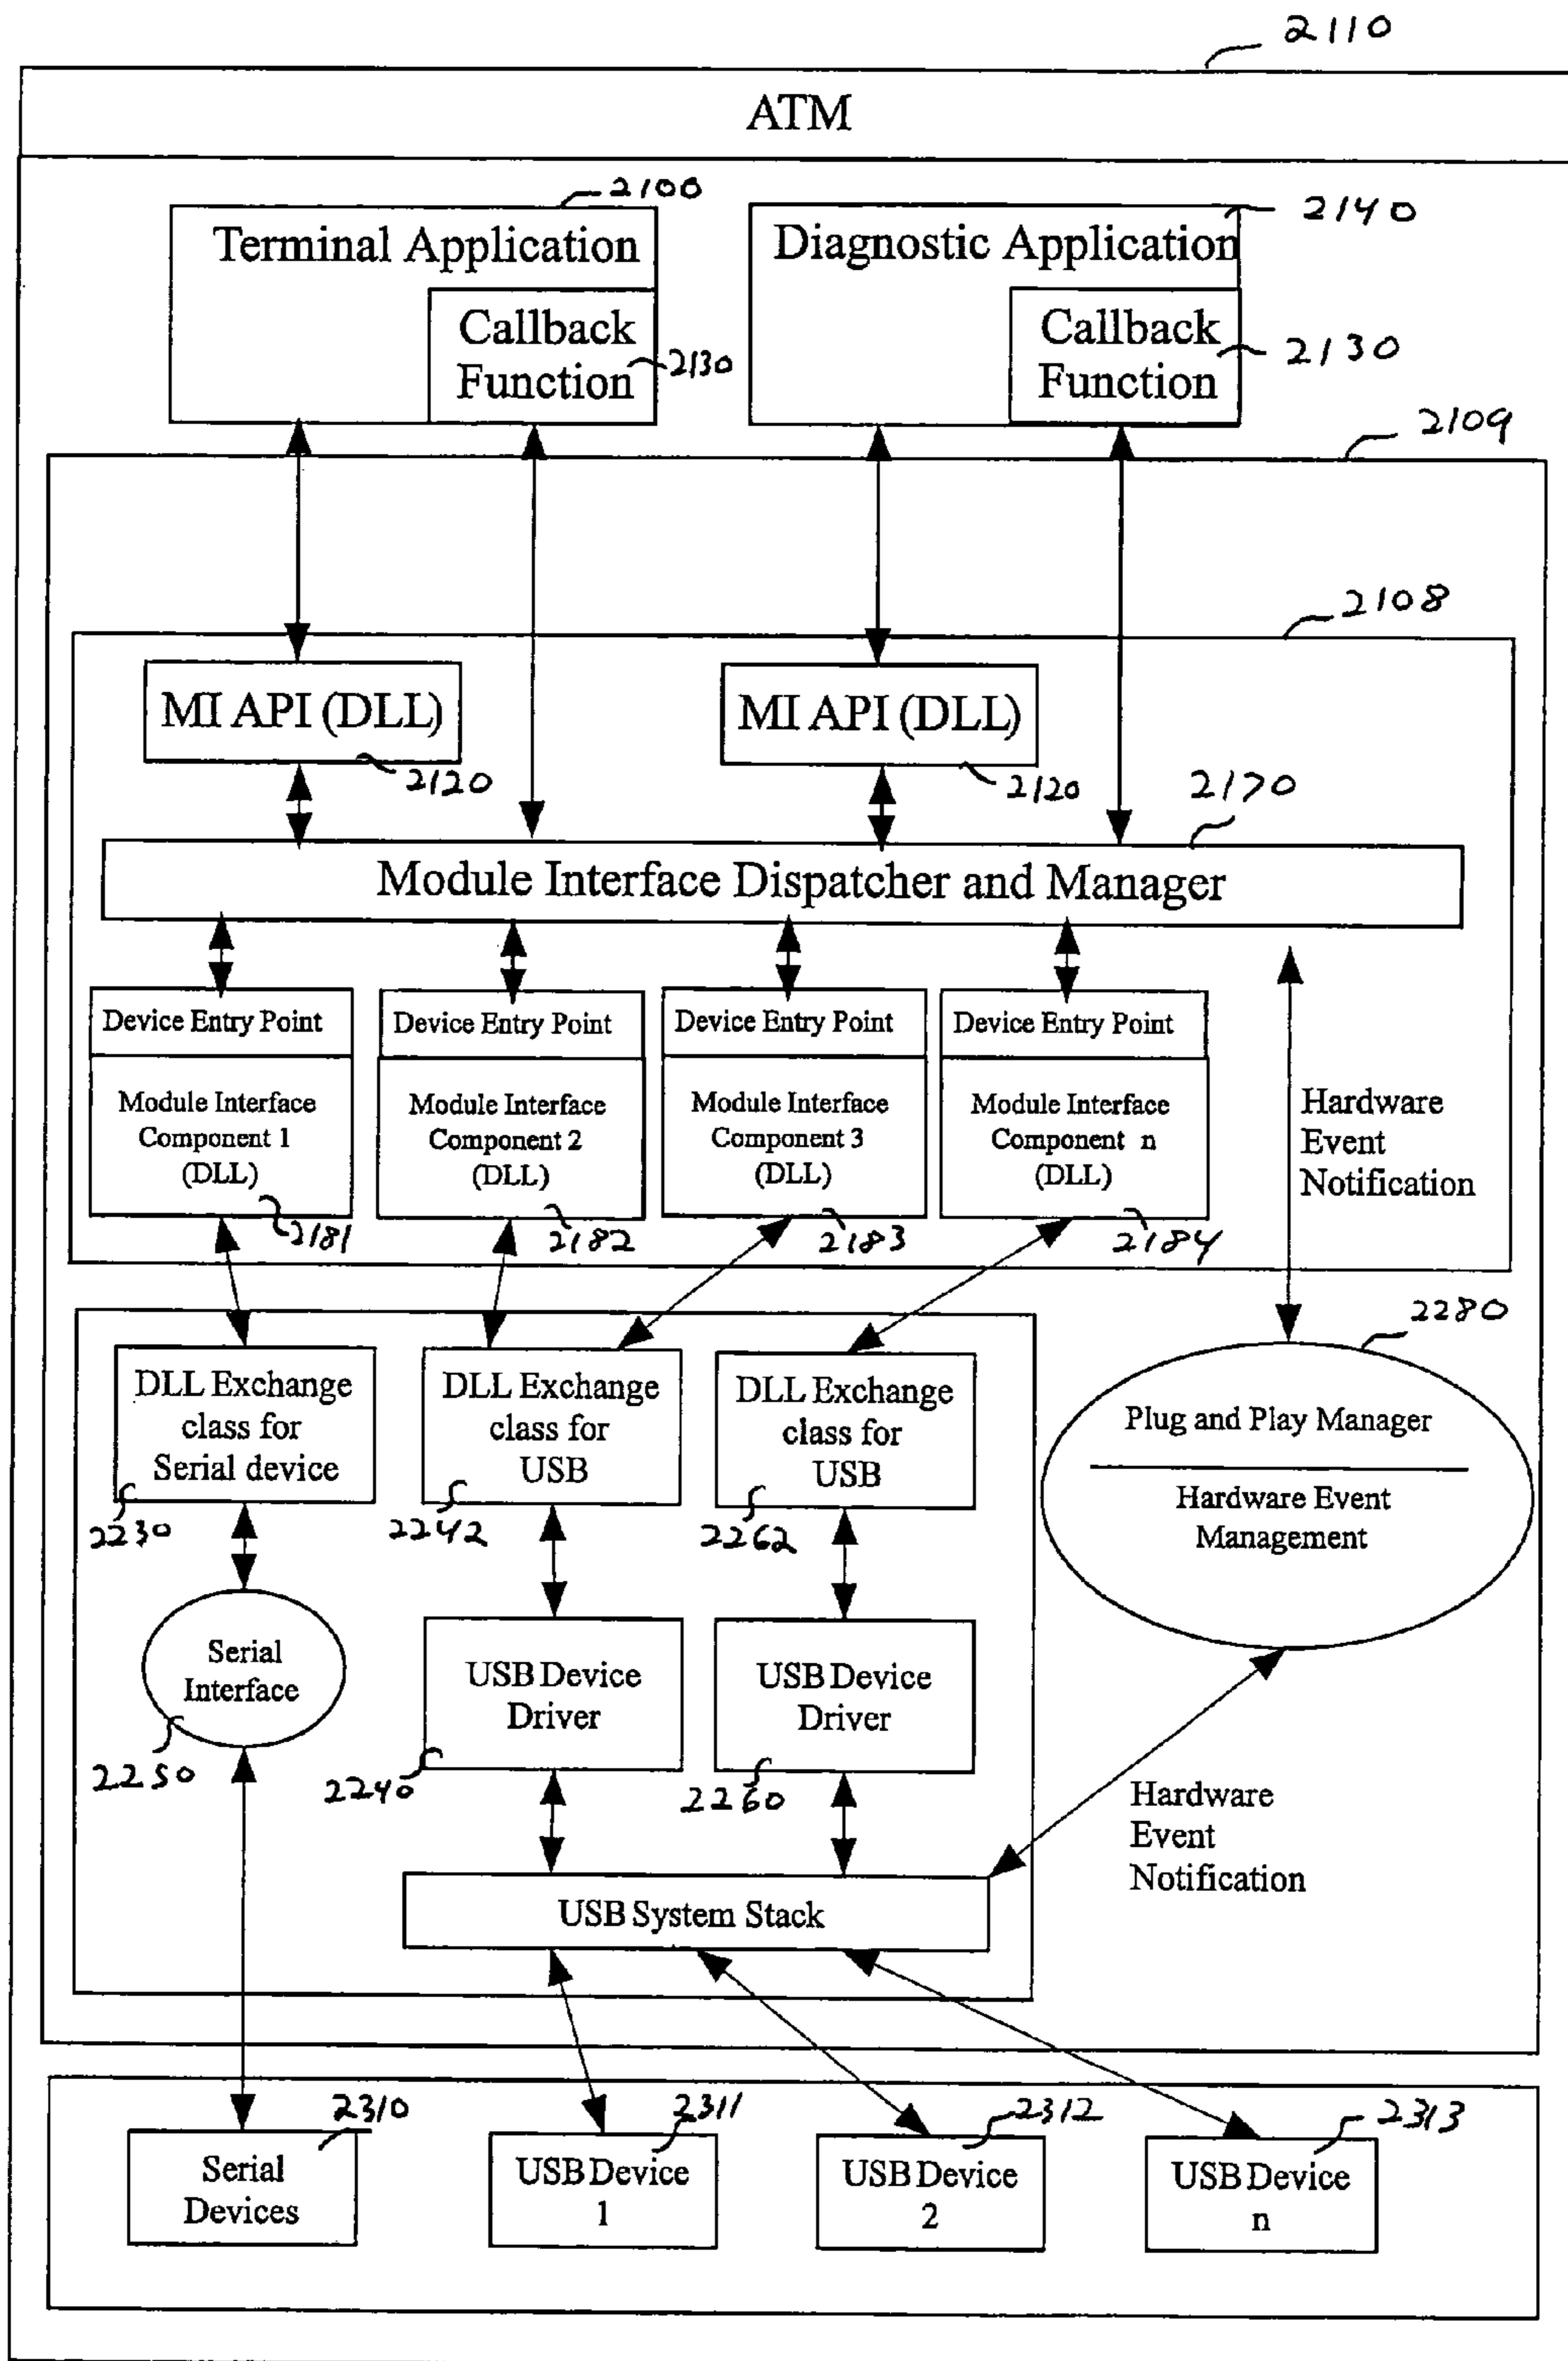 2110
ATM
2100
2140
Terminal Application
Diagnostic Application
Callback
Function
2130
Callback
Function
2130
2109
2108
MI API (DLL)
MI API (DLL)
2120
2120
2170
Module Interface Dispatcher and Manager
Device Entry Point
Device Entry Point
Device Entry Point
Device Entry Point
Module Interface
Component 1
(DLL)
Module Interface
Component 2
(DLL)
Module Interface
Component 3
(DLL)
Module Interface
Component n
(DLL)
Hardware
Event
Notification
2181
2182
2183
2184
2280
DLL Exchange
class for
Serial device
DLL Exchange
class for
USB
DLL Exchange
class for
USB
Plug and Play Manager
Hardware Event
Management
2230
2242
2262
Serial
Interface
USB Device
Driver
USB Device
Driver
2250
2240
2260
Hardware
Event
Notification
USB System Stack
2310
2311
2312
2313
Serial
Devices
USB Device
1
USB Device
2
USB Device
n